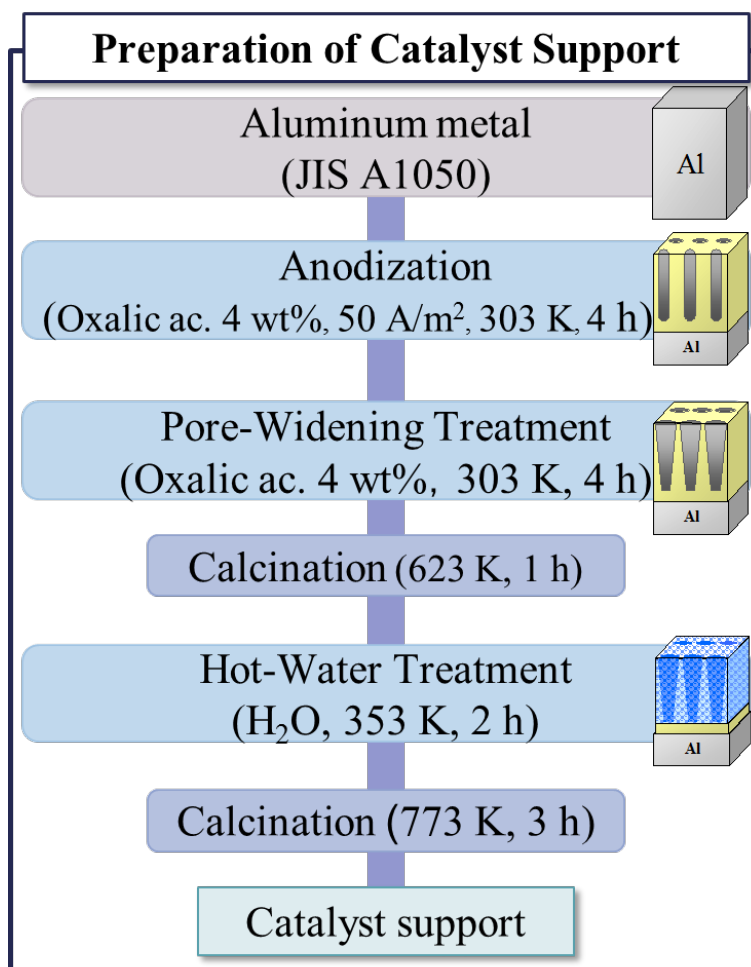 Preparation of Catalyst Support
Aluminum metal
(JIS A1050)
Al
Anodization
(Oxalic ac. 4 wt%, 50 A/m², 303 K, 4 h)
Al
Pore-Widening Treatment
(Oxalic ac. 4 wt%, 303 K, 4 h)
Al
Calcination (623 K, 1 h)
Hot-Water Treatment
(H₂O, 353 K, 2 h)
Al
Calcination (773 K, 3 h)
Catalyst support